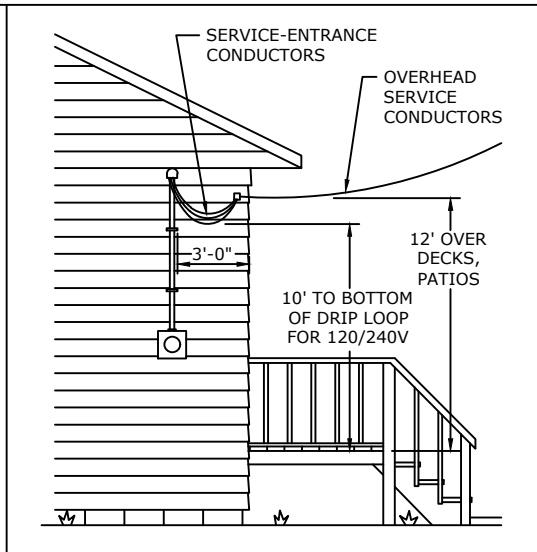 SERVICE-ENTRANCE
CONDUCTORS
OVERHEAD
SERVICE
CONDUCTORS
3'-0"
12' OVER
DECKS,
PATIOS
10' TO BOTTOM
OF DRIP LOOP
FOR 120/240V